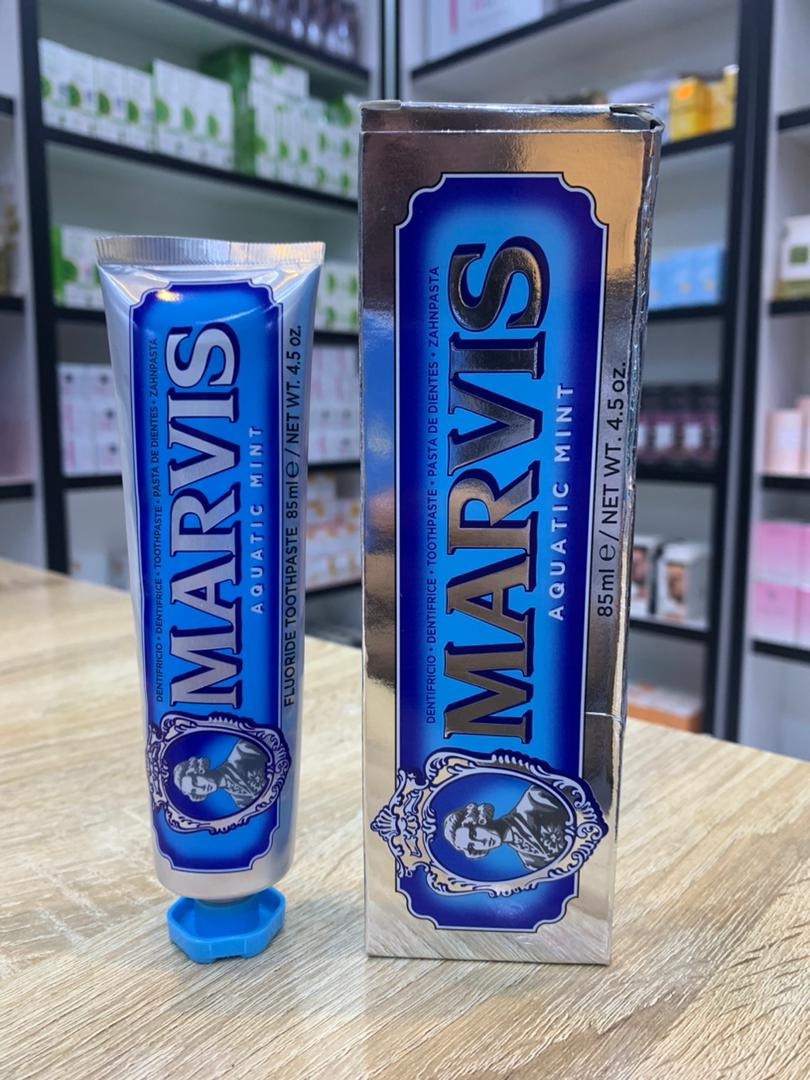 DENTIFRICIO • DENTIFRICE • TOOTHPASTE • PASTA DE DIENTES • ZAHNPASTA
MARVIS
AQUATIC MINT
FLUORIDE TOOTHPASTE 85ml ℮ / NET WT. 4.5 oz.
DENTIFRICIO • DENTIFRICE • TOOTHPASTE • PASTA DE DIENTES • ZAHNPASTA
MARVIS
AQUATIC MINT
85ml ℮ / NET WT. 4.5 oz.